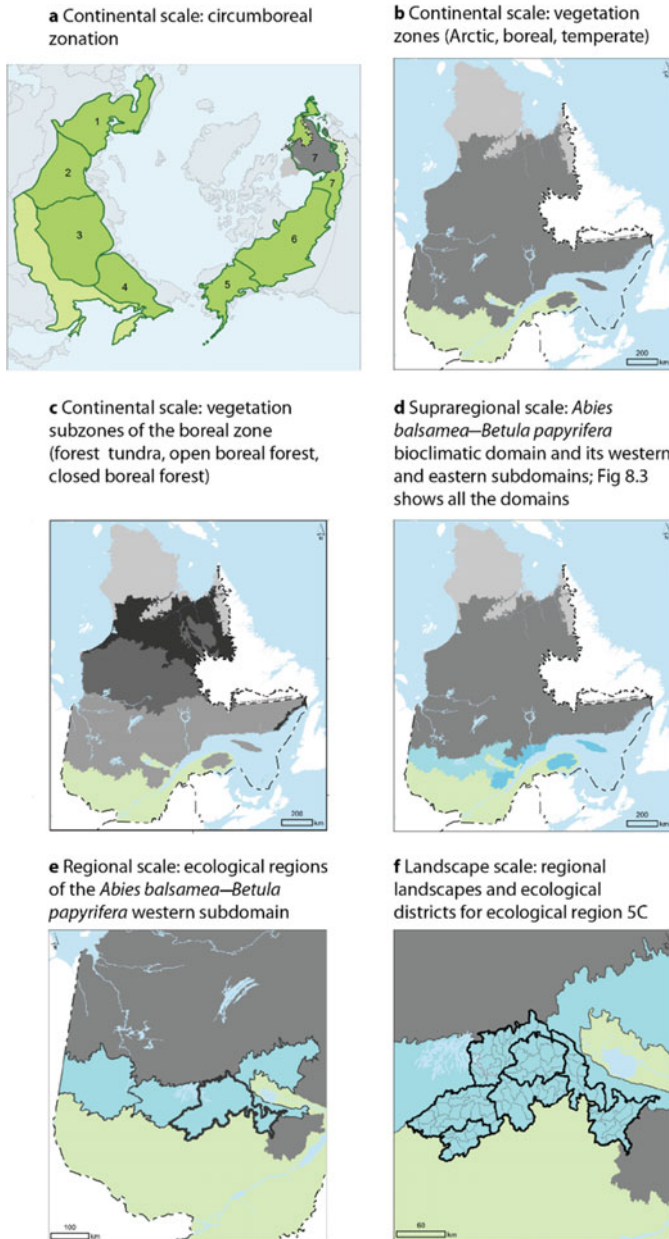 a Continental scale: circumboreal
zonation
1
2
3
4
5
6
7
7
b Continental scale: vegetation
zones (Arctic, boreal, temperate)
200
km
c Continental scale: vegetation
subzones of the boreal zone
(forest tundra, open boreal forest,
closed boreal forest)
200
km
d Supraregional scale: Abies
balsamea—Betula papyrifera
bioclimatic domain and its western
and eastern subdomains; Fig 8.3
shows all the domains
200
km
e Regional scale: ecological regions
of the Abies balsamea—Betula
papyrifera western subdomain
100
km
f Landscape scale: regional
landscapes and ecological
districts for ecological region 5C
60
km